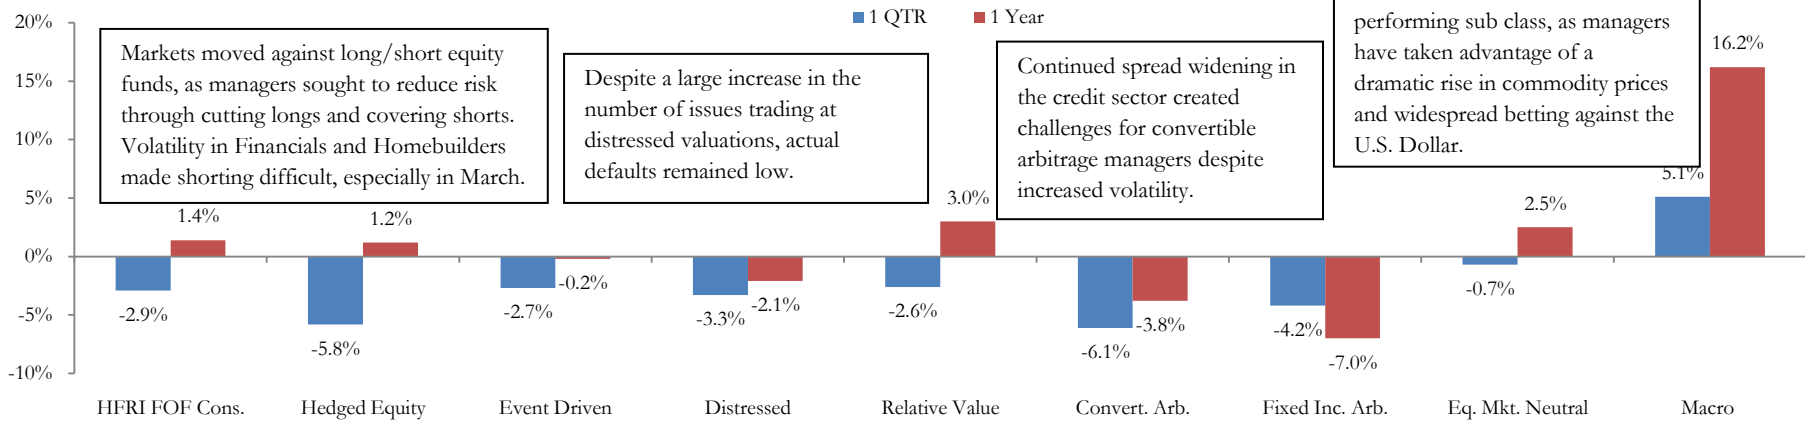 20%
15%
10%
5%
0%
-5%
-10%
1 QTR
1 Year
Markets moved against long/short equity
funds, as managers sought to reduce risk
through cutting longs and covering shorts.
Volatility in Financials and Homebuilders
made shorting difficult, especially in March.
Despite a large increase in the
number of issues trading at
distressed valuations, actual
defaults remained low.
Continued spread widening in
the credit sector created
challenges for convertible
arbitrage managers despite
increased volatility.
performing sub class, as managers
have taken advantage of a
dramatic rise in commodity prices
and widespread betting against the
U.S. Dollar.
-2.9%
1.4%
-5.8%
1.2%
-2.7%
-0.2%
-3.3%
-2.1%
-2.6%
3.0%
-6.1%
-3.8%
-4.2%
-7.0%
-0.7%
2.5%
5.1%
16.2%
HFRI FOF Cons.
Hedged Equity
Event Driven
Distressed
Relative Value
Convert. Arb.
Fixed Inc. Arb.
Eq. Mkt. Neutral
Macro